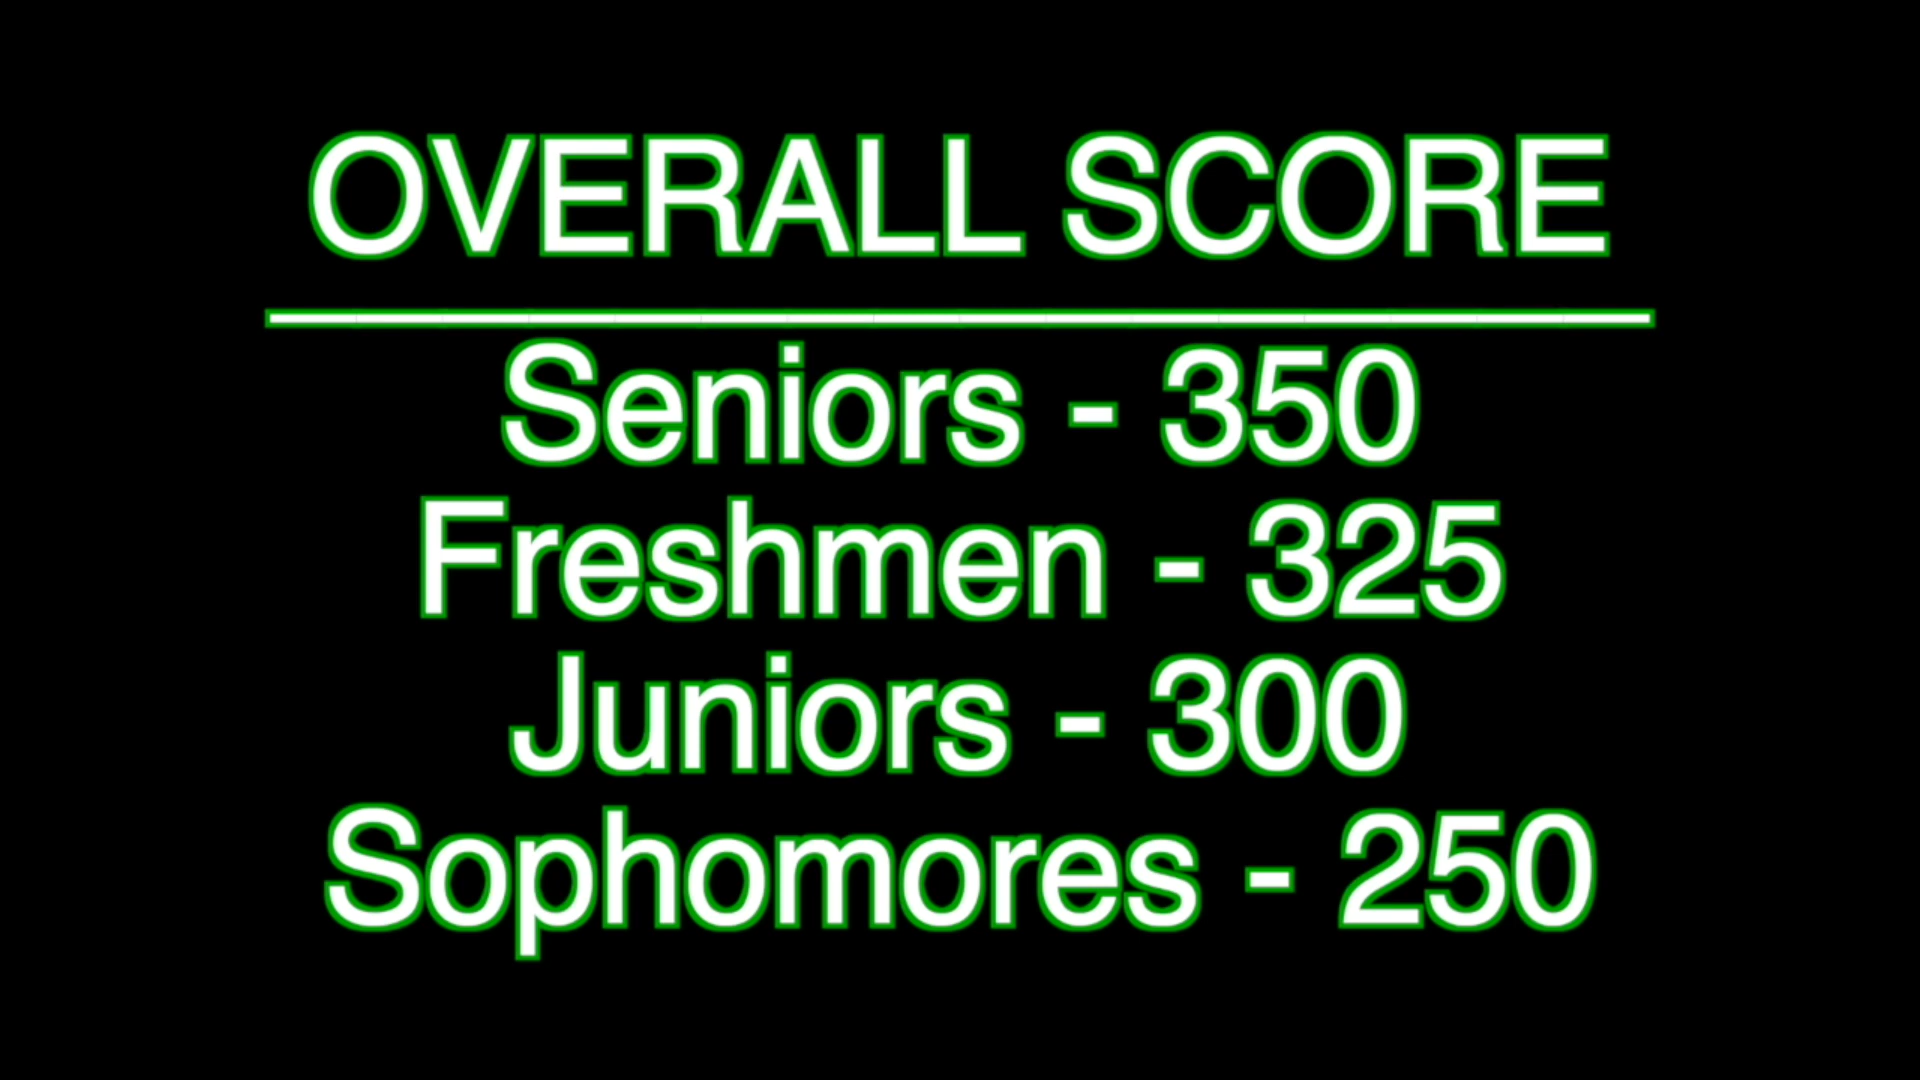 OVERALL SCORE
Seniors - 350
Freshmen - 325
Juniors - 300
Sophomores - 250